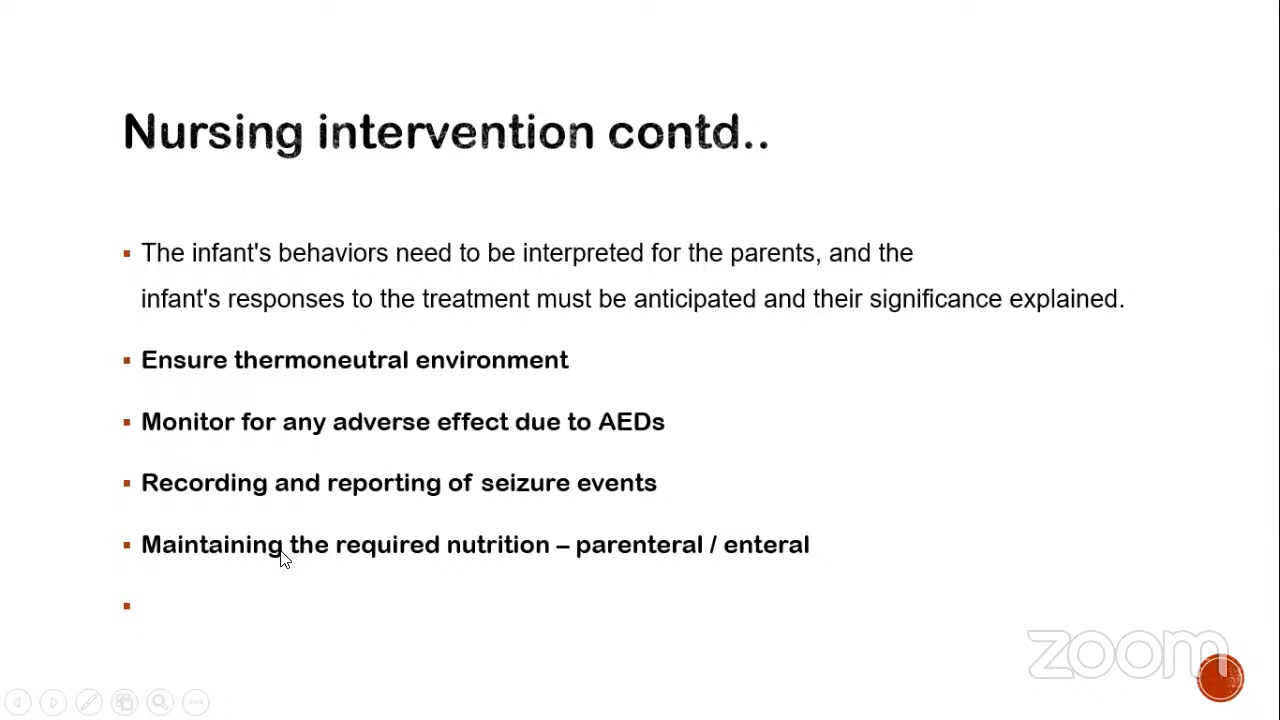 Nursing intervention contd..
The infant's behaviors need to be interpreted for the parents, and the
infant's responses to the treatment must be anticipated and their significance explained.
Ensure thermoneutral environment
Monitor for any adverse effect due to AEDs
Recording and reporting of seizure events
Maintaining the required nutrition – parenteral / enteral
zoom